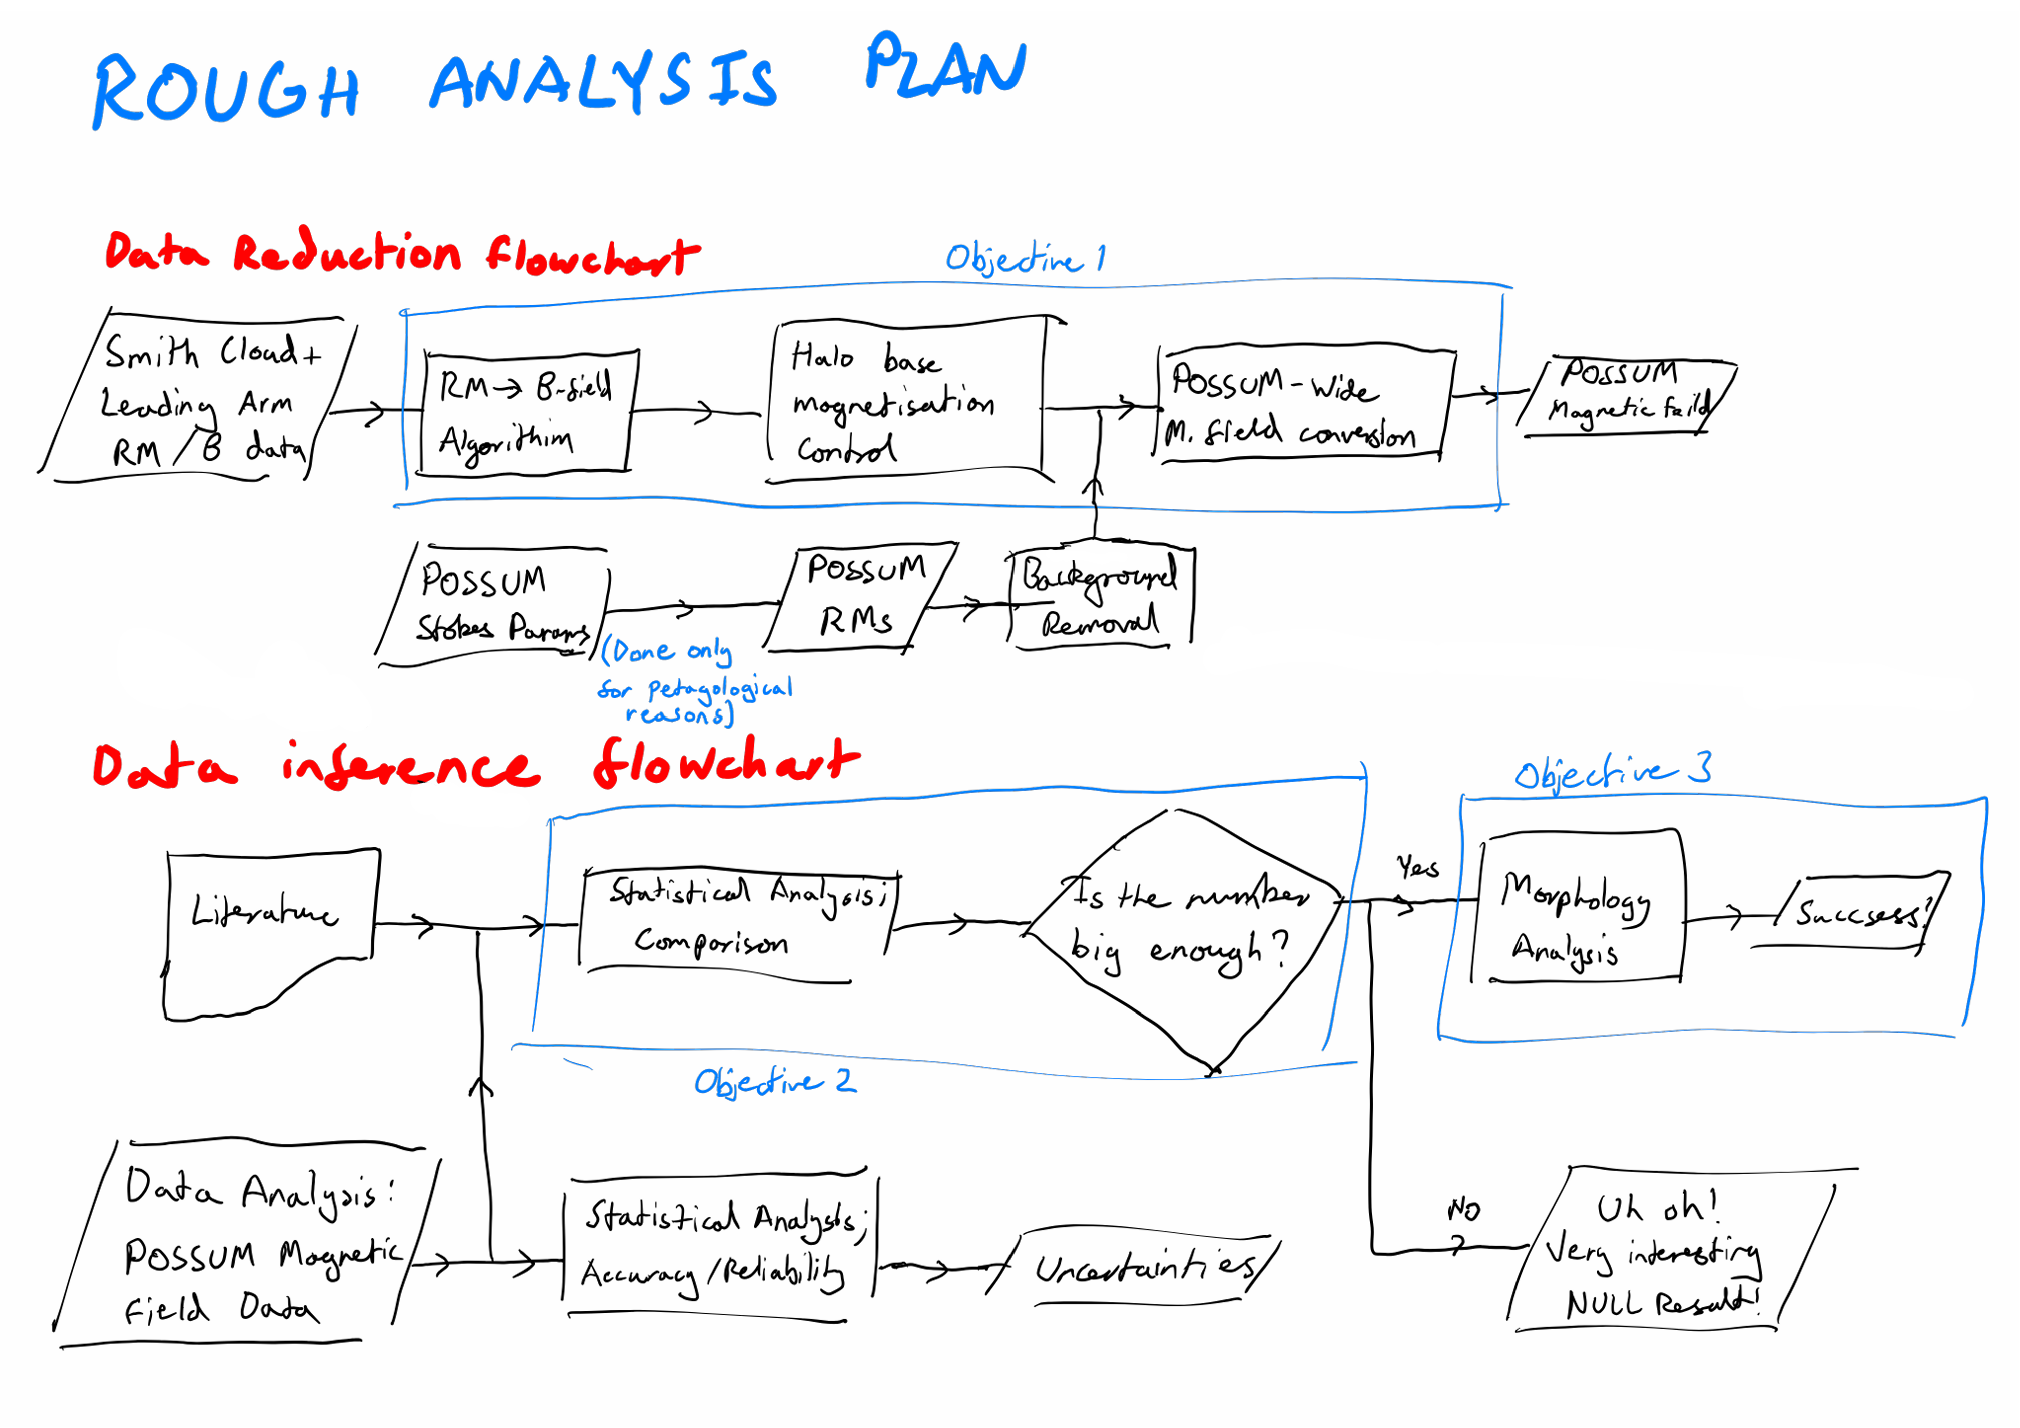 ROUGH ANALYSIS PLAN
Data Reduction flowchart
Objective 1
Smith Cloud +
Leading Arm
RM / B data
RM → B-field
Algorithim
Halo base
magnetisation
Control
POSSUM-wide
M. field conversion
POSSUM
Magnetic Feild
POSSUM
Stokes Params
(Done only
for petagological
reasons)
POSSUM
RMs
Background
Removal
Data inference flowchart
Objective 3
Literature
Statistical Analysis;
Comparison
Is the number
big enough?
Yes
Morphology
Analysis
Succsess!
Objective 2
Data Analysis:
POSSUM Magnetic
Field Data
Statistical Analysis;
Accuracy/Reliability
Uncertainties
NO
Uh oh!
Very interesting
NULL Result!